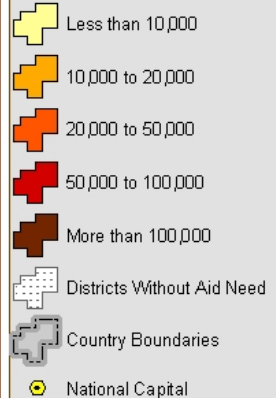 Less than 10,000
10,000 to 20,000
20,000 to 50,000
50,000 to 100,000
More than 100,000
Districts Without Aid Need
Country Boundaries
National Capital